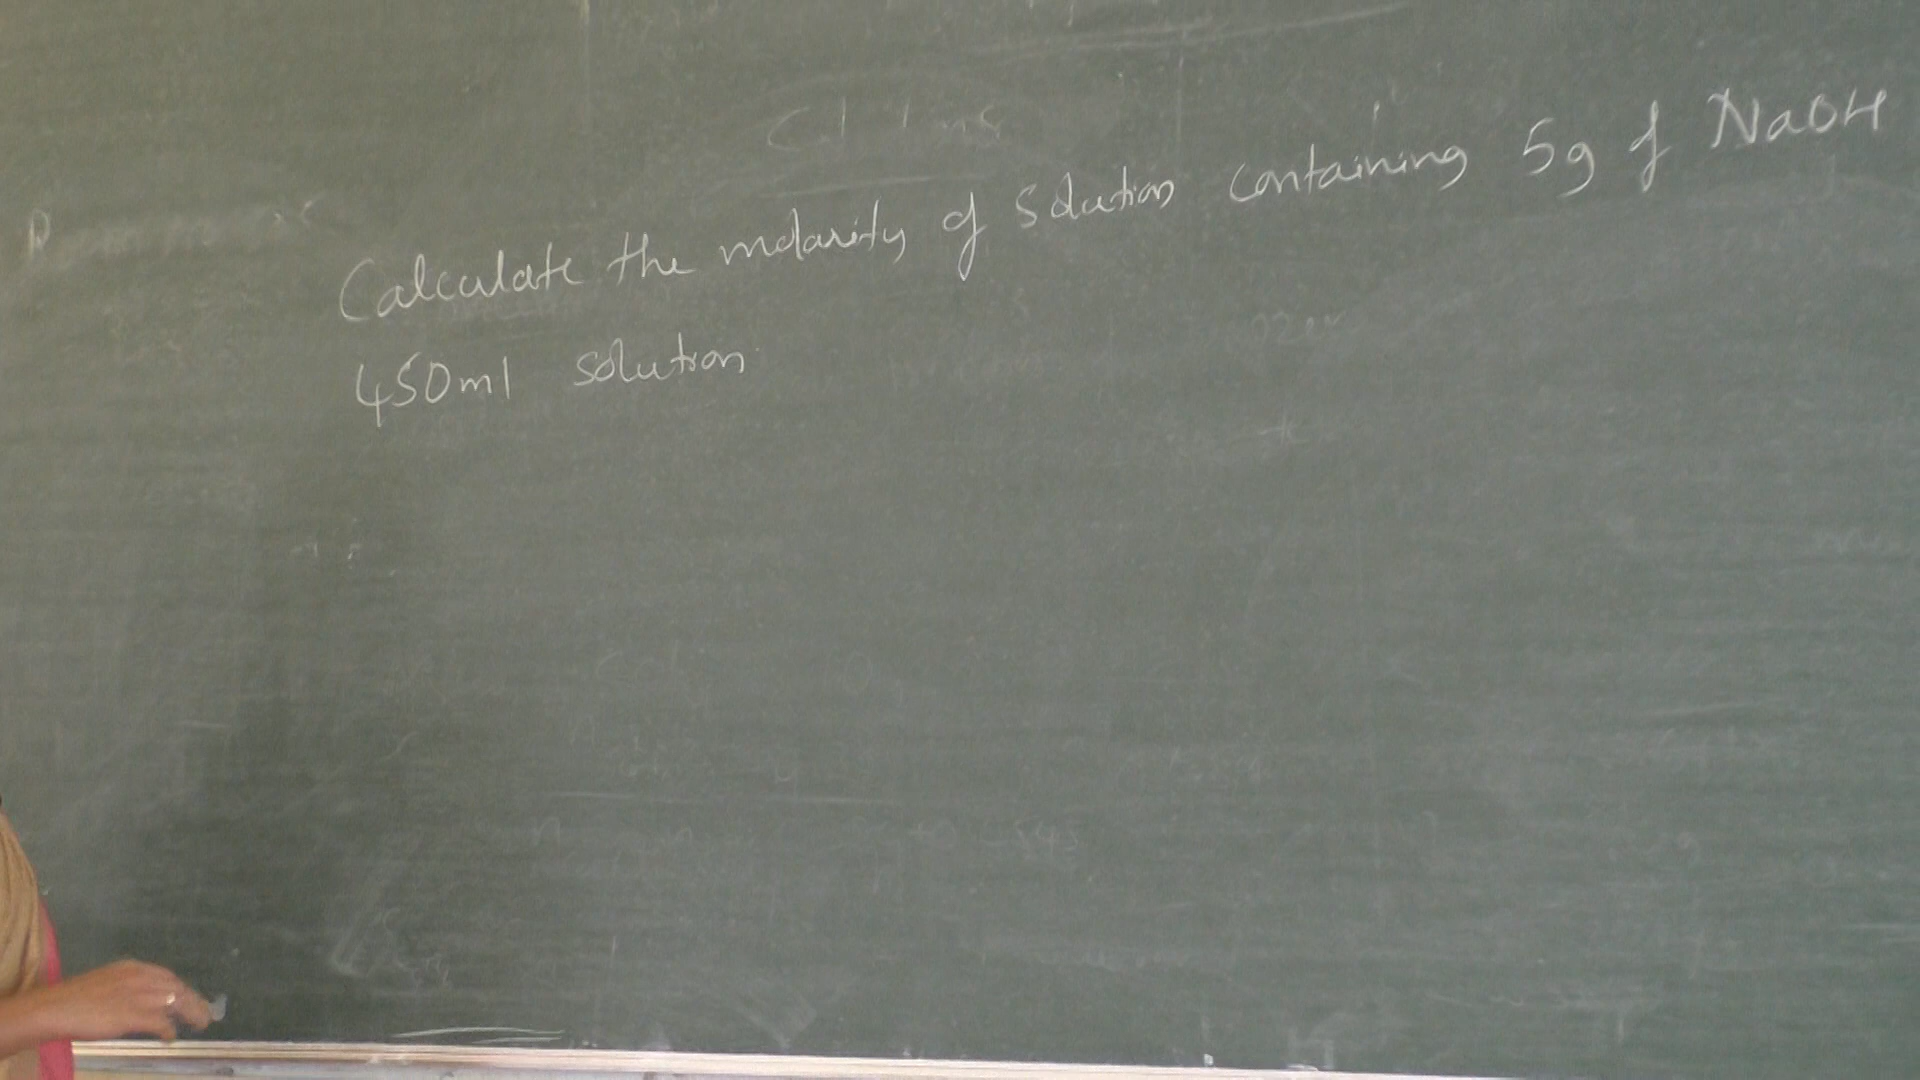 Calculate the molarity of solution containing 5g of NaOH
450ml solution